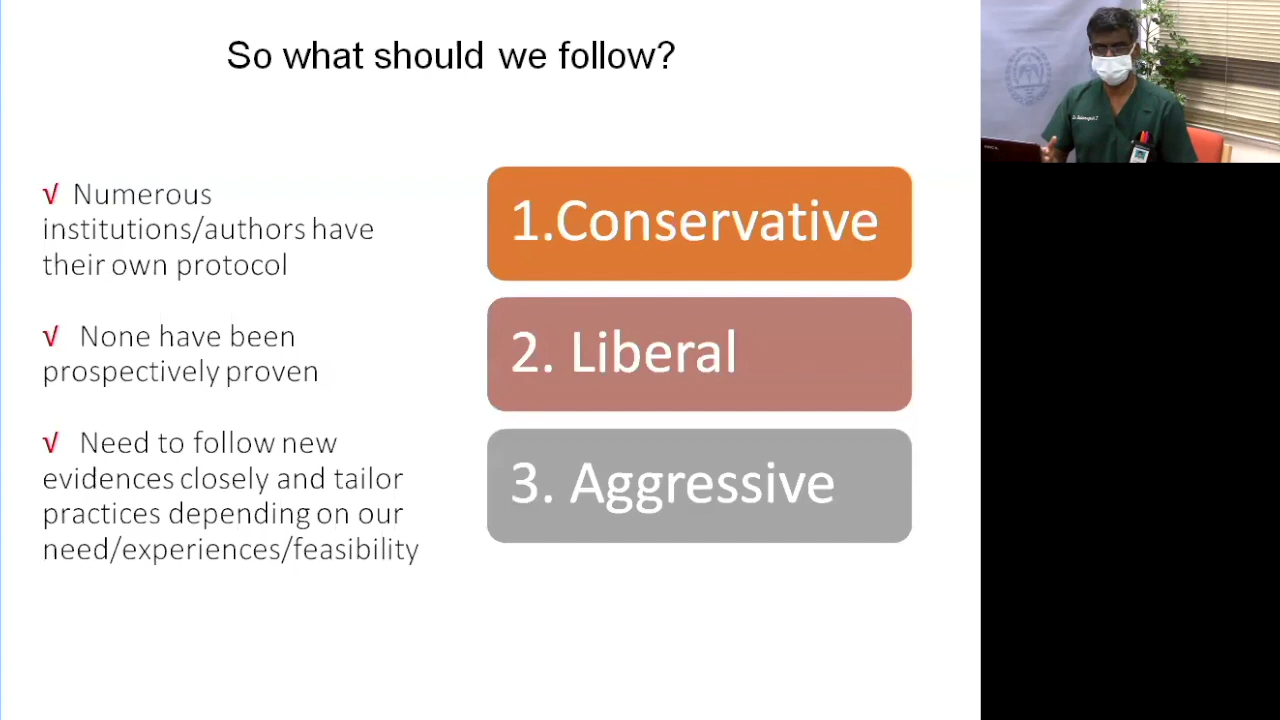 So what should we follow?
√ Numerous
institutions/authors have
their own protocol
√ None have been
prospectively proven
√ Need to follow new
evidences closely and tailor
practices depending on our
need/experiences/feasibility
1.Conservative
2. Liberal
3. Aggressive